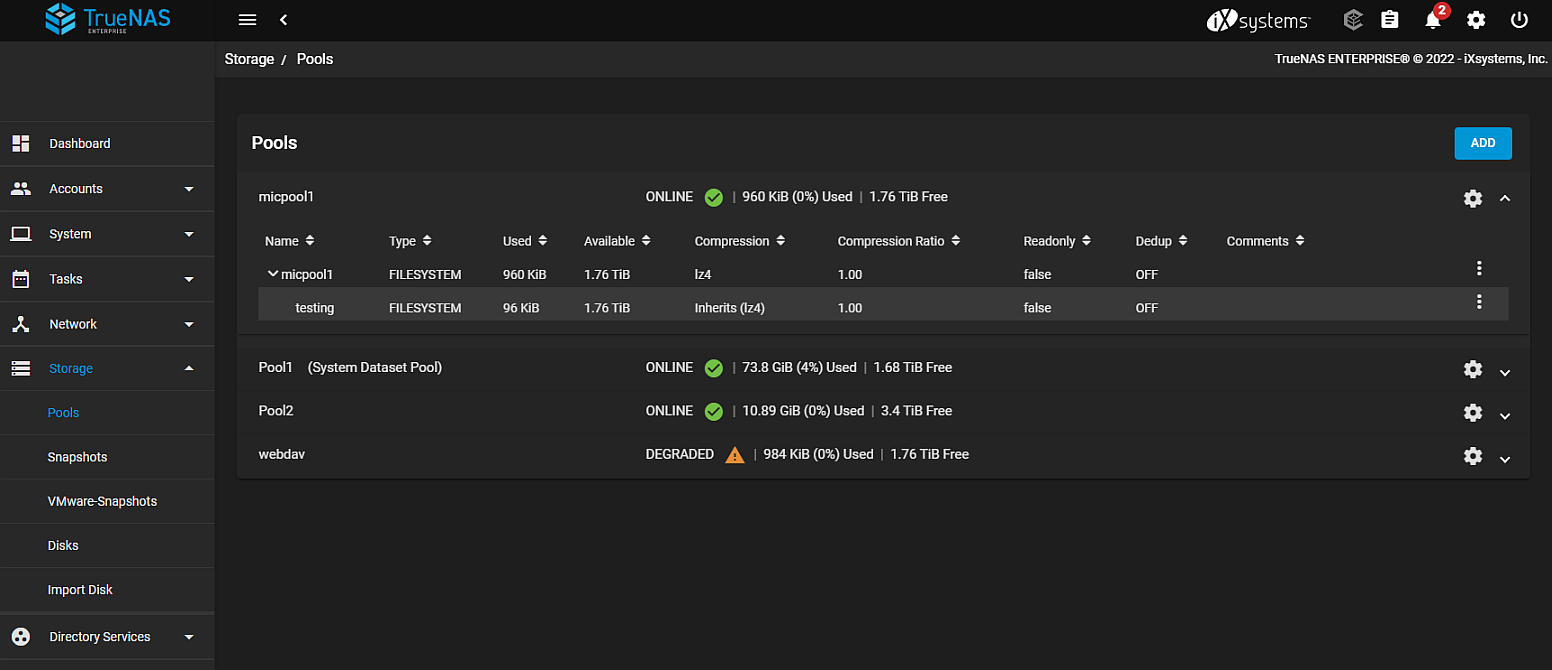 TrueNAS
ENTERPRISE
iXsystems
2
Storage / Pools
TrueNAS ENTERPRISE® © 2022 - iXsystems, Inc.
Dashboard
Accounts
System
Tasks
Network
Storage
Pools
Snapshots
VMware-Snapshots
Disks
Import Disk
Directory Services
Pools
ADD
micpool1 ONLINE | 960 KiB (0%) Used | 1.76 TiB Free
Name Type Used Available Compression Compression Ratio Readonly Dedup Comments
micpool1 FILESYSTEM 960 KiB 1.76 TiB lz4 1.00 false OFF
testing FILESYSTEM 96 KiB 1.76 TiB Inherits (lz4) 1.00 false OFF
Pool1 (System Dataset Pool) ONLINE | 73.8 GiB (4%) Used | 1.68 TiB Free
Pool2 ONLINE | 10.89 GiB (0%) Used | 3.4 TiB Free
webdav DEGRADED | 984 KiB (0%) Used | 1.76 TiB Free